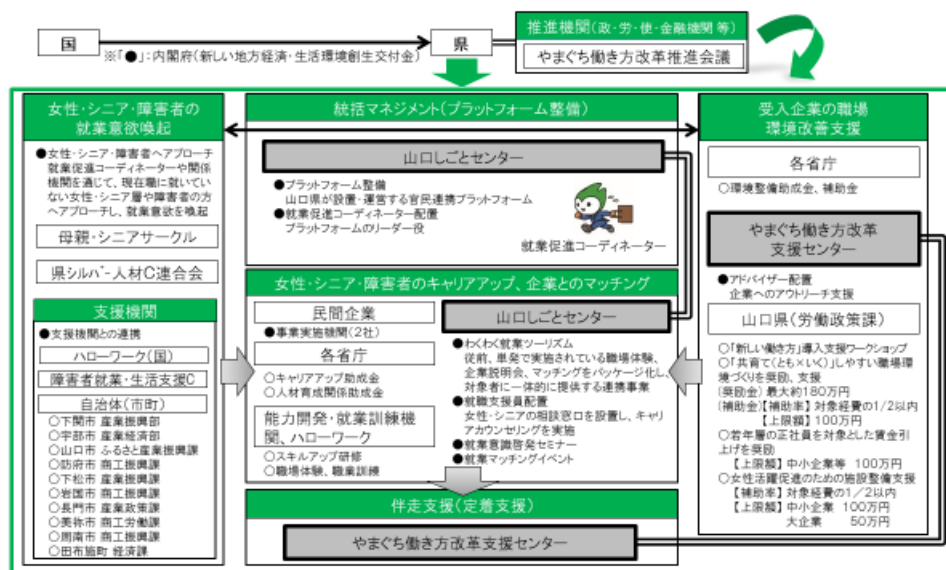 国
※「●」:内閣府(新しい地方経済・生活環境創生交付金)
県
推進機関(政・労・使・金融機関 等)
やまぐち働き方改革推進会議
女性・シニア・障害者の
就業意欲喚起
●女性・シニア・障害者へアプローチ
就業促進コーディネーターや関係
機関を通じて、現在職に就いてい
ない女性・シニア層や障害者の方
へアプローチし、就業意欲を喚起
母親・シニアサークル
県シルバー人材C連合会
支援機関
●支援機関との連携
ハローワーク(国)
障害者就業・生活支援C
自治体(市町)
○下関市 産業振興部
○宇部市 産業経済部
○山口市 ふるさと産業振興課
○防府市 商工振興課
○下松市 産業振興課
○岩国市 商工振興課
○長門市 産業政策課
○美祢市 商工労働課
○周南市 商工振興課
○田布施町 経済課
統括マネジメント(プラットフォーム整備)
山口しごとセンター
●プラットフォーム整備
山口県が設置・運営する官民連携プラットフォーム
●就業促進コーディネーター配置
プラットフォームのリーダー役
就業促進コーディネーター
女性・シニア・障害者のキャリアアップ、企業とのマッチング
民間企業
●事業実施機関(2社)
各省庁
○キャリアアップ助成金
○人材育成関係助成金
能力開発・就業訓練機
関、ハローワーク
○スキルアップ研修
○職場体験、職業訓練
山口しごとセンター
●わくわく就業ツーリズム
従前、単発で実施されている職場体験、
企業説明会、マッチングをパッケージ化し、
対象者に一体的に提供する連携事業
●就職支援員配置
女性・シニアの相談窓口を設置し、キャリ
アカウンセリングを実施
●就業意識啓発セミナー
●就業マッチングイベント
伴走支援(定着支援)
やまぐち働き方改革支援センター
受入企業の職場
環境改善支援
各省庁
○環境整備助成金、補助金
やまぐち働き方改革
支援センター
●アドバイザー配置
企業へのアウトリーチ支援
山口県(労働政策課)
○「新しい働き方」導入支援ワークショップ
○「共育て(とも×いく)」しやすい職場環
境づくりを奨励、支援
(奨励金) 最大約180万円
(補助金)【補助率】 対象経費の1/2以内
【上限額】 100万円
○若年層の正社員を対象とした賃金引
上げを奨励
【上限額】 中小企業等 100万円
○女性活躍促進のための施設整備支援
【補助率】 対象経費の1/2以内
【上限額】 中小企業 100万円
大企業 50万円